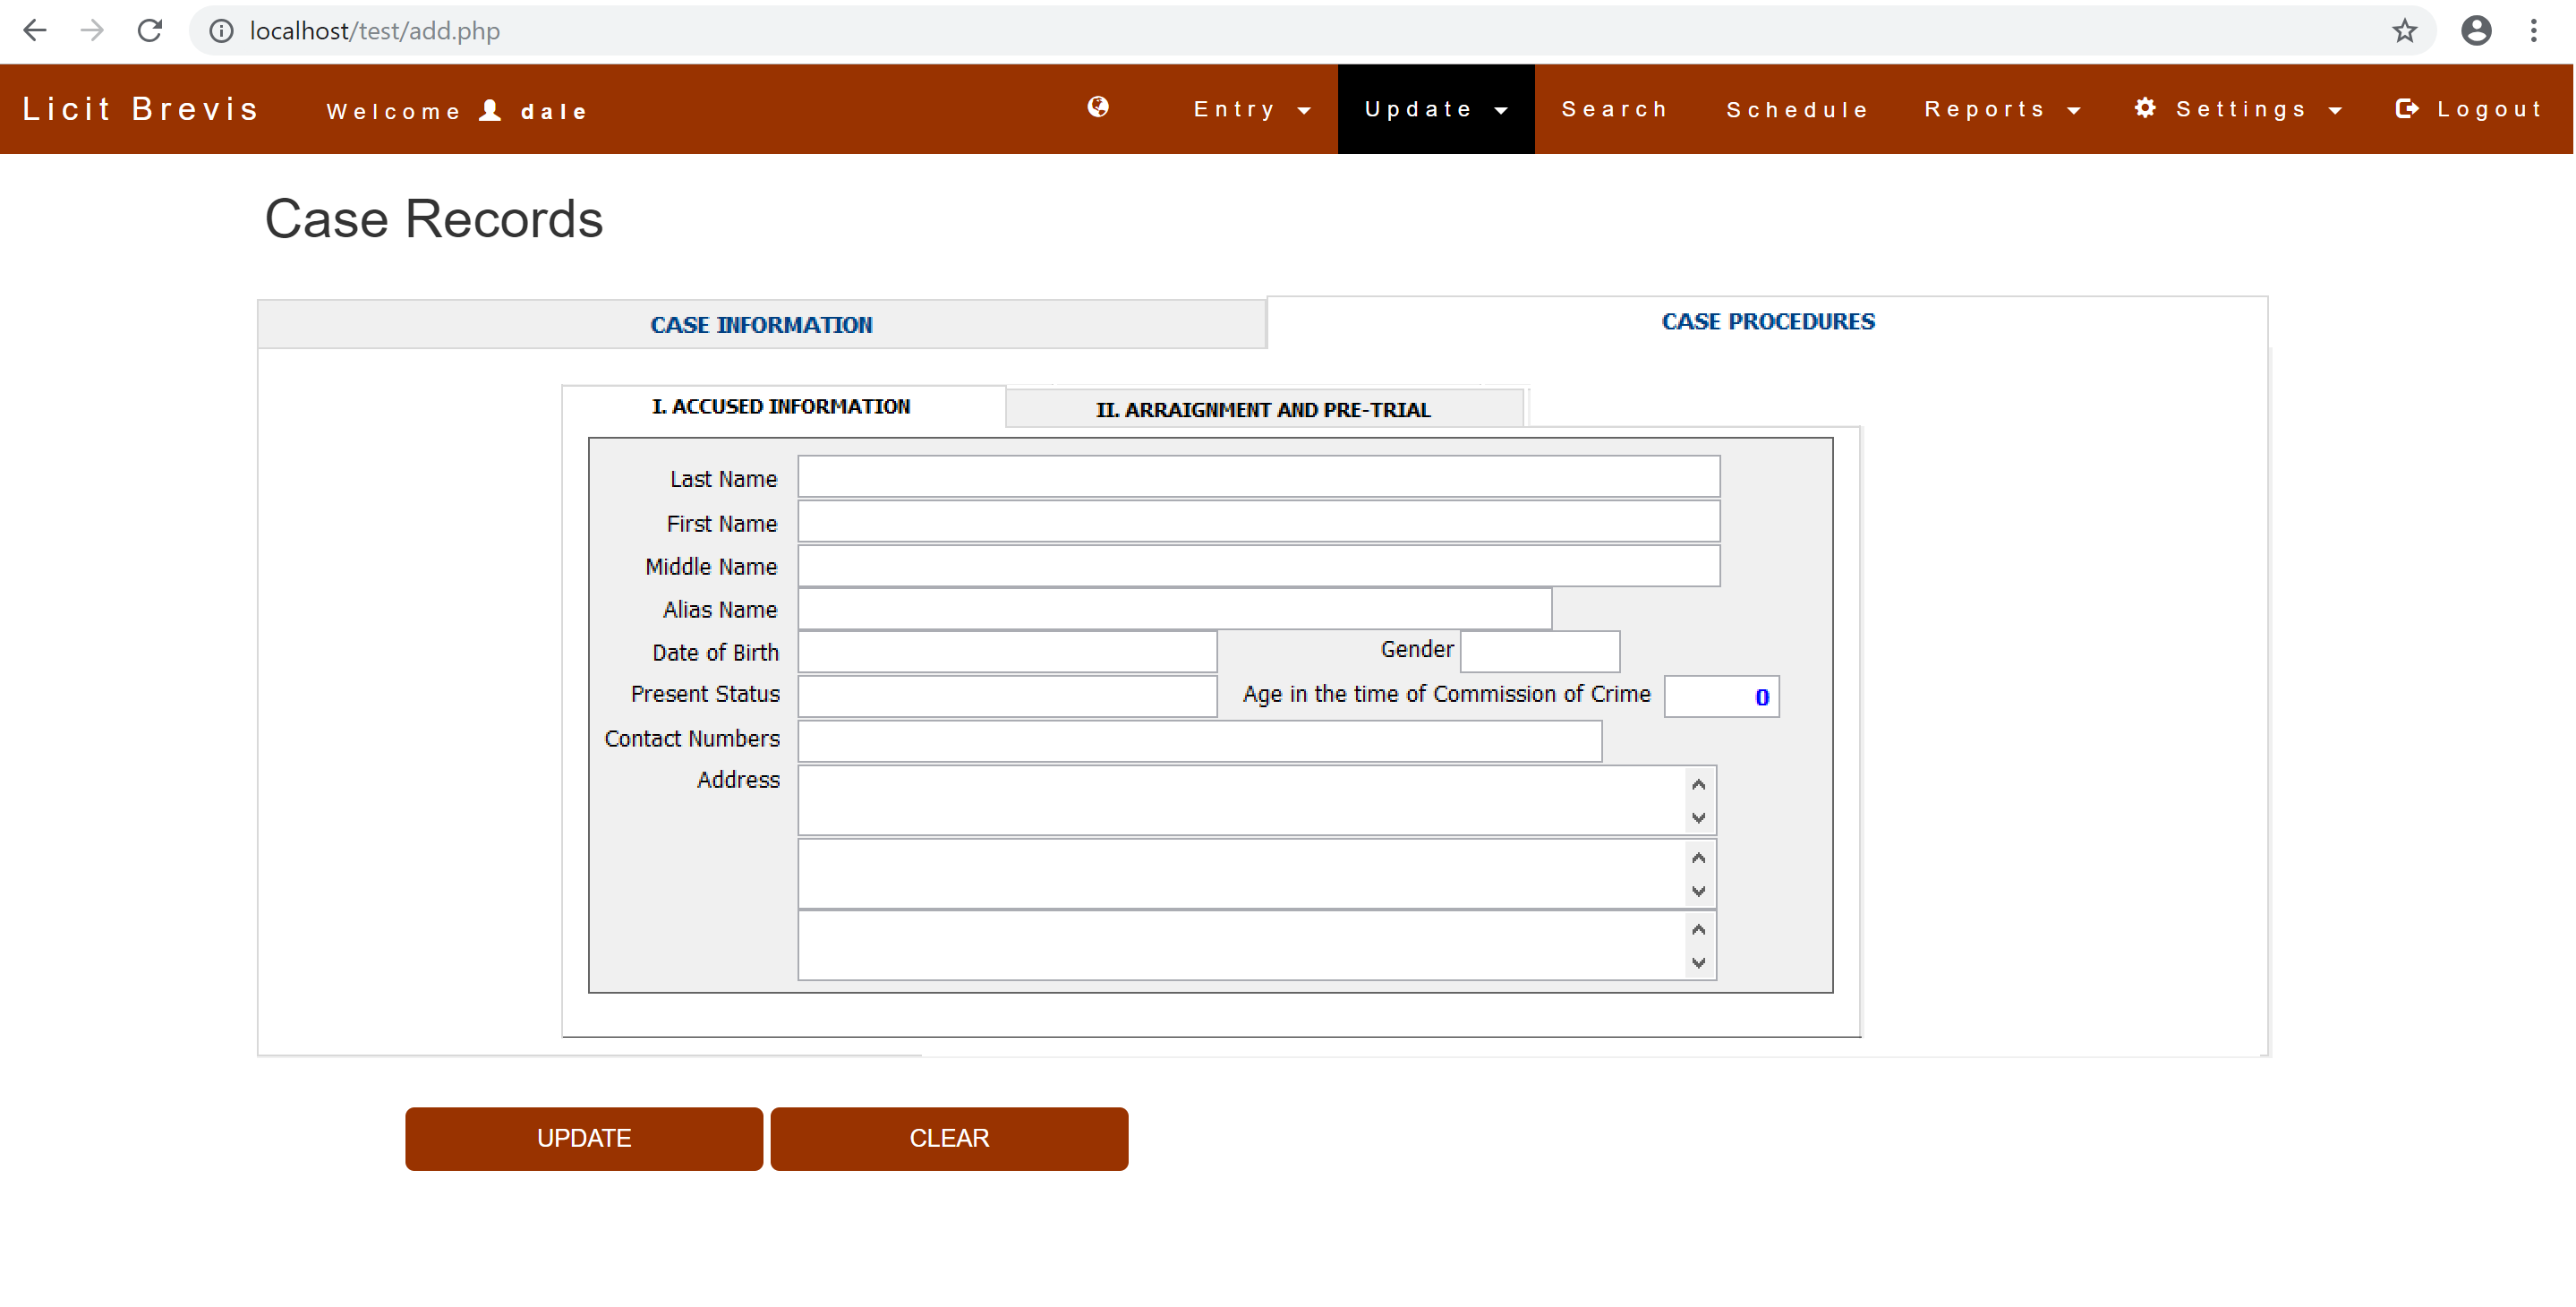 localhost/test/add.php
Licit Brevis Welcome dale Entry Update Search Schedule Reports Settings Logout
Case Records
CASE INFORMATION CASE PROCEDURES
I. ACCUSED INFORMATION II. ARRAIGNMENT AND PRE-TRIAL
Last Name
First Name
Middle Name
Alias Name
Date of Birth Gender
Present Status Age in the time of Commission of Crime 0
Contact Numbers
Address
UPDATE CLEAR